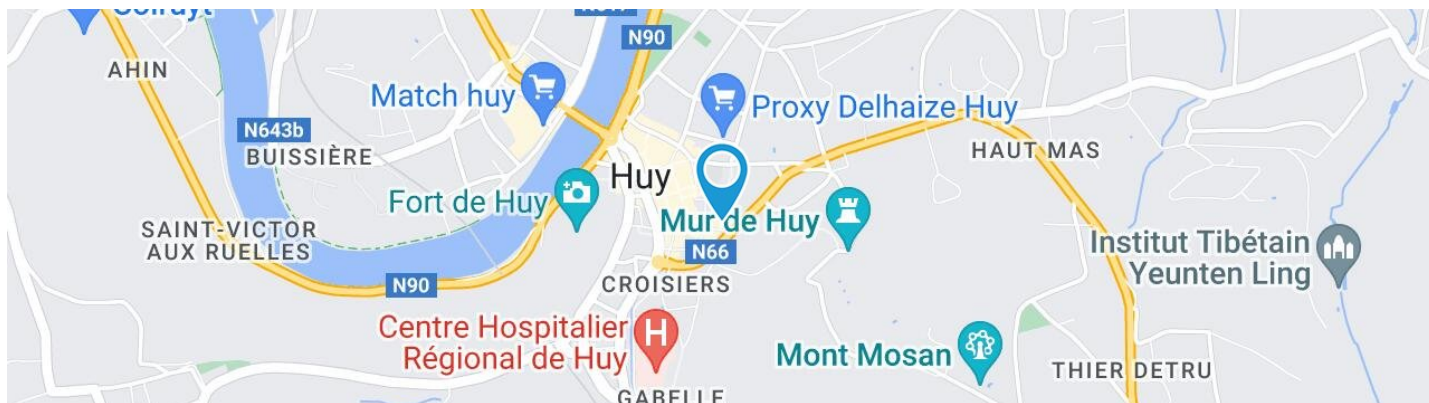 Colruyt
N90
AHIN
Match huy
Proxy Delhaize Huy
N643b
BUISSIÈRE
HAUT MAS
Huy
Fort de Huy
Mur de Huy
SAINT-VICTOR
AUX RUELLES
N66
Institut Tibétain
Yeunten Ling
N90
CROISIERS
Centre Hospitalier
Régional de Huy
Mont Mosan
THIER DETRU
GABELLE